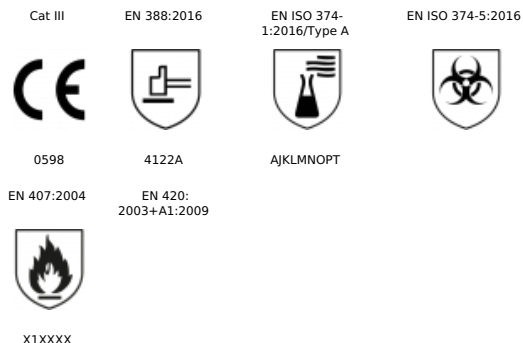 Cat III
EN 388:2016
EN ISO 374-
1:2016/Type A
EN ISO 374-5:2016
CE
0598
4122A
AJKLMNOPT
EN 407:2004
EN 420:
2003+A1:2009
X1XXXX